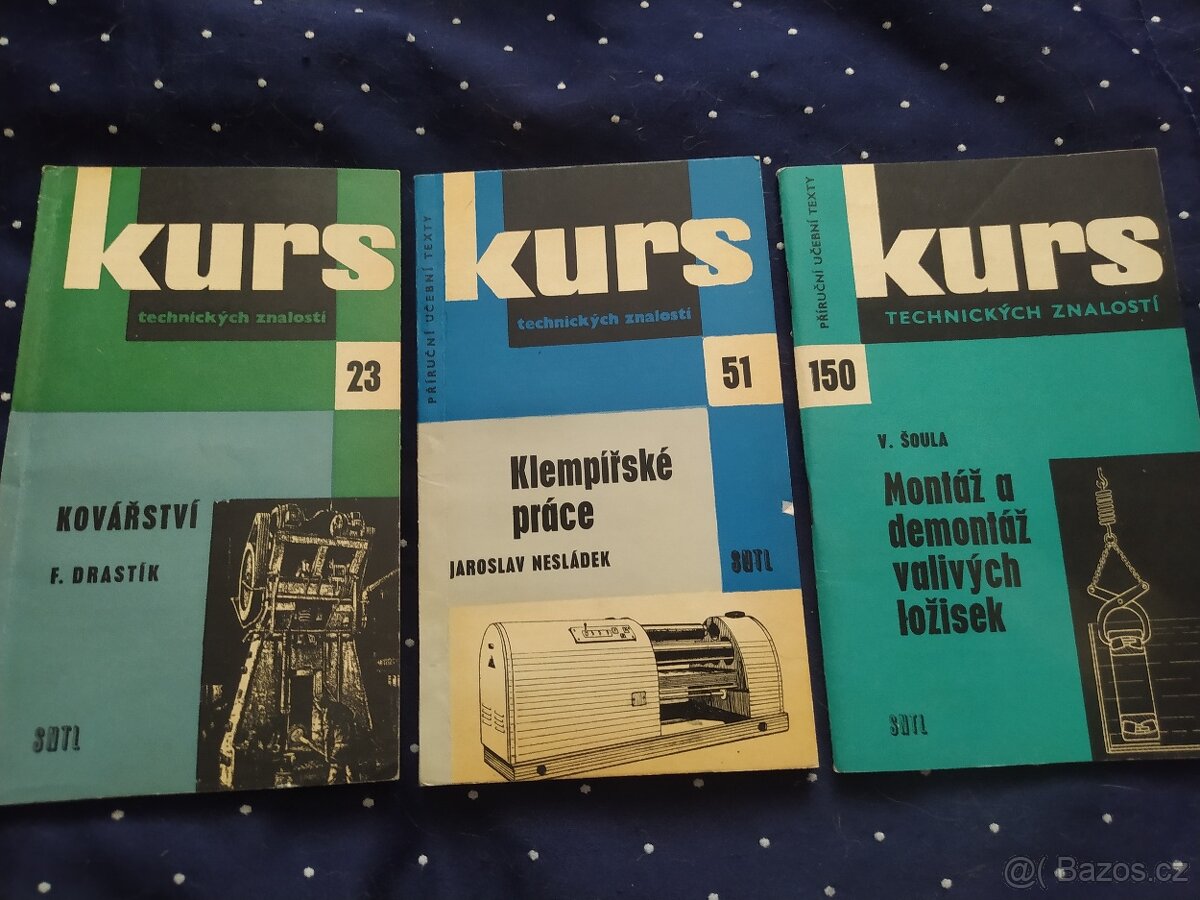 kurs
technických znalostí
23
KOVÁŘSTVÍ
F. DRASTÍK
SNTL
PŘÍRUČNÍ UČEBNÍ TEXTY
kurs
technických znalostí
51
Klempířské
práce
JAROSLAV NESLÁDEK
SNTL
PŘÍRUČNÍ UČEBNÍ TEXTY
kurs
TECHNICKÝCH ZNALOSTÍ
150
V. ŠOULA
Montáž a
demontáž
valivých
ložisek
SNTL
@( Bazos.cz